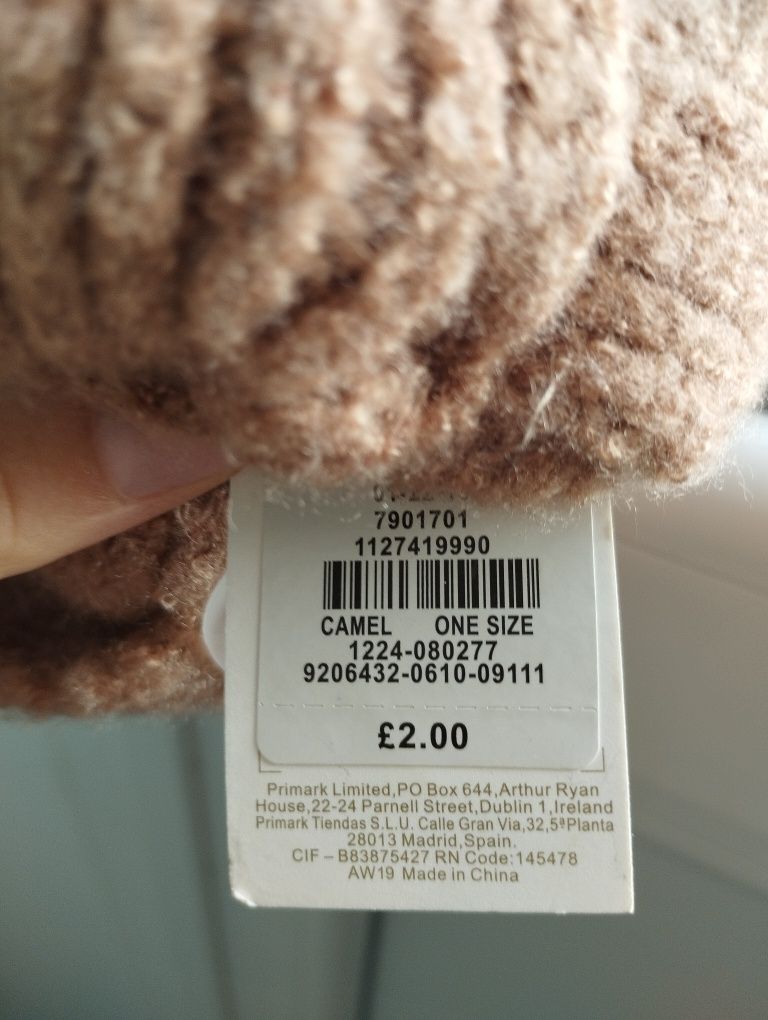 7901701
1127419990
CAMEL ONE SIZE
1224-080277
9206432-0610-09111
£2.00
Primark Limited,PO Box 644,Arthur Ryan
House,22-24 Parnell Street,Dublin 1,Ireland
Primark Tiendas S.L.U. Calle Gran Via,32,5ªPlanta
28013 Madrid,Spain.
CIF – B83875427 RN Code:145478
AW19 Made in China